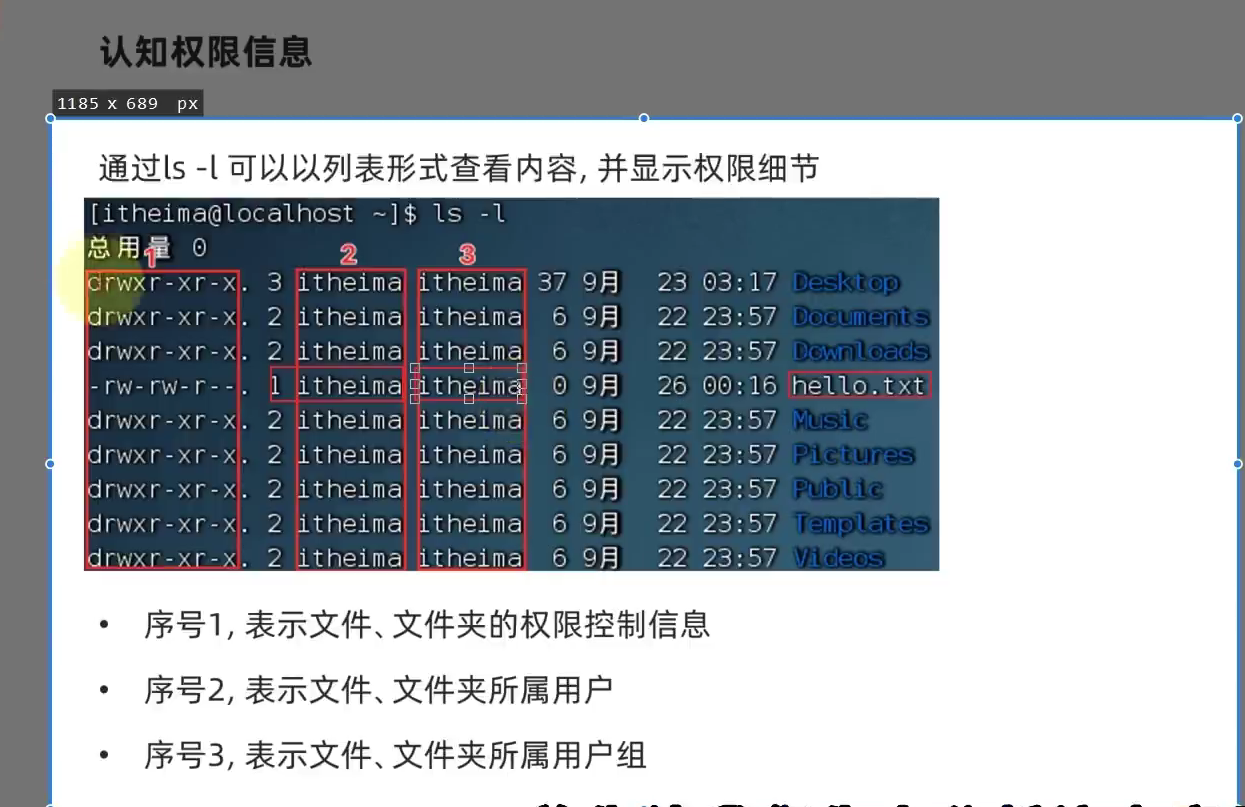 认知权限信息
1185 x 689 px
通过ls -l 可以以列表形式查看内容, 并显示权限细节
[itheima@localhost ~]$ ls -l
总用量 0
1 2 3
drwxr-xr-x. 3 itheima itheima 37 9月 23 03:17 Desktop
drwxr-xr-x. 2 itheima itheima 6 9月 22 23:57 Documents
drwxr-xr-x. 2 itheima itheima 6 9月 22 23:57 Downloads
-rw-rw-r--. 1 itheima itheima 0 9月 26 00:16 hello.txt
drwxr-xr-x. 2 itheima itheima 6 9月 22 23:57 Music
drwxr-xr-x. 2 itheima itheima 6 9月 22 23:57 Pictures
drwxr-xr-x. 2 itheima itheima 6 9月 22 23:57 Public
drwxr-xr-x. 2 itheima itheima 6 9月 22 23:57 Templates
drwxr-xr-x. 2 itheima itheima 6 9月 22 23:57 Videos
• 序号1, 表示文件、文件夹的权限控制信息
• 序号2, 表示文件、文件夹所属用户
• 序号3, 表示文件、文件夹所属用户组